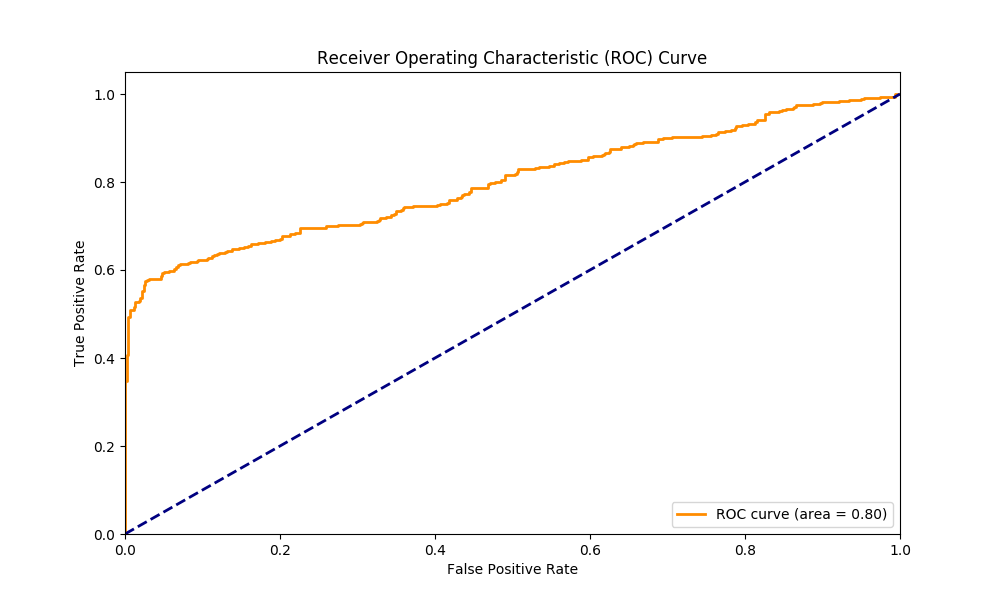 Receiver Operating Characteristic (ROC) Curve
1.0
0.8
0.6
0.4
0.2
0.0
True Positive Rate
0.0 0.2 0.4 0.6 0.8 1.0
False Positive Rate
ROC curve (area = 0.80)